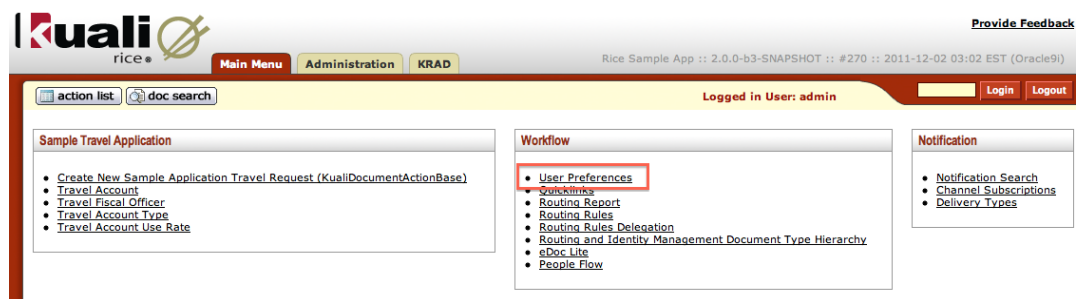 kuali
rice
Provide Feedback
Main Menu
Administration
KRAD
Rice Sample App :: 2.0.0-b3-SNAPSHOT :: #270 :: 2011-12-02 03:02 EST (Oracle9i)
action list
doc search
Logged in User: admin
Login
Logout
Sample Travel Application
Create New Sample Application Travel Request (KualiDocumentActionBase)
Travel Account
Travel Fiscal Officer
Travel Account Type
Travel Account Use Rate
Workflow
User Preferences
Quicklinks
Routing Report
Routing Rules
Routing Rules Delegation
Routing and Identity Management Document Type Hierarchy
eDoc Lite
People Flow
Notification
Notification Search
Channel Subscriptions
Delivery Types